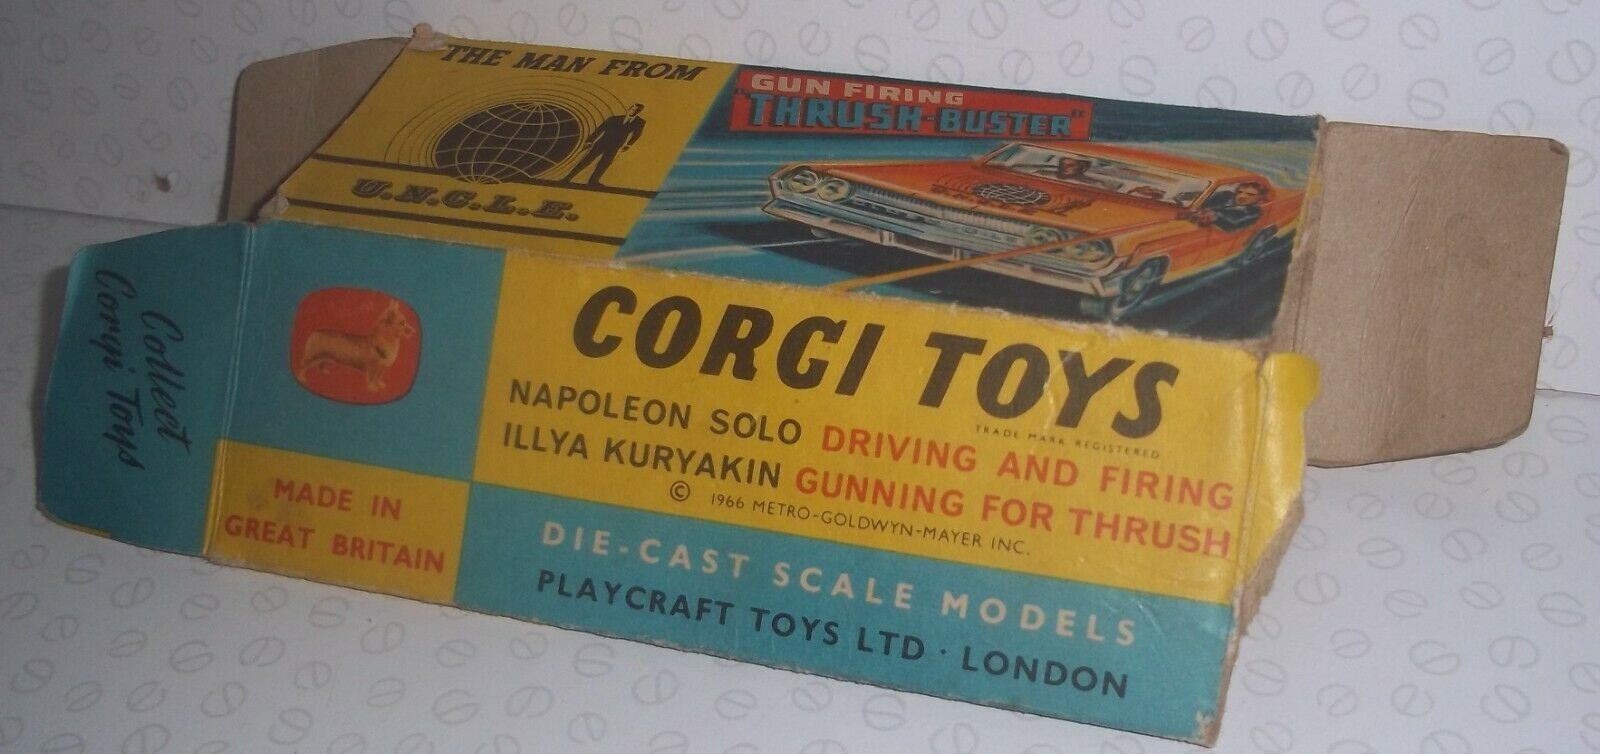 THE MAN FROM
U.N.C.L.E.
GUN FIRING
"THRUSH-BUSTER"
Collect
Corgi Toys
CORGI TOYS
TRADE MARK REGISTERED
NAPOLEON SOLO DRIVING AND FIRING
ILLYA KURYAKIN GUNNING FOR THRUSH
© 1966 METRO-GOLDWYN-MAYER INC.
MADE IN
GREAT BRITAIN
DIE-CAST SCALE MODELS
PLAYCRAFT TOYS LTD · LONDON